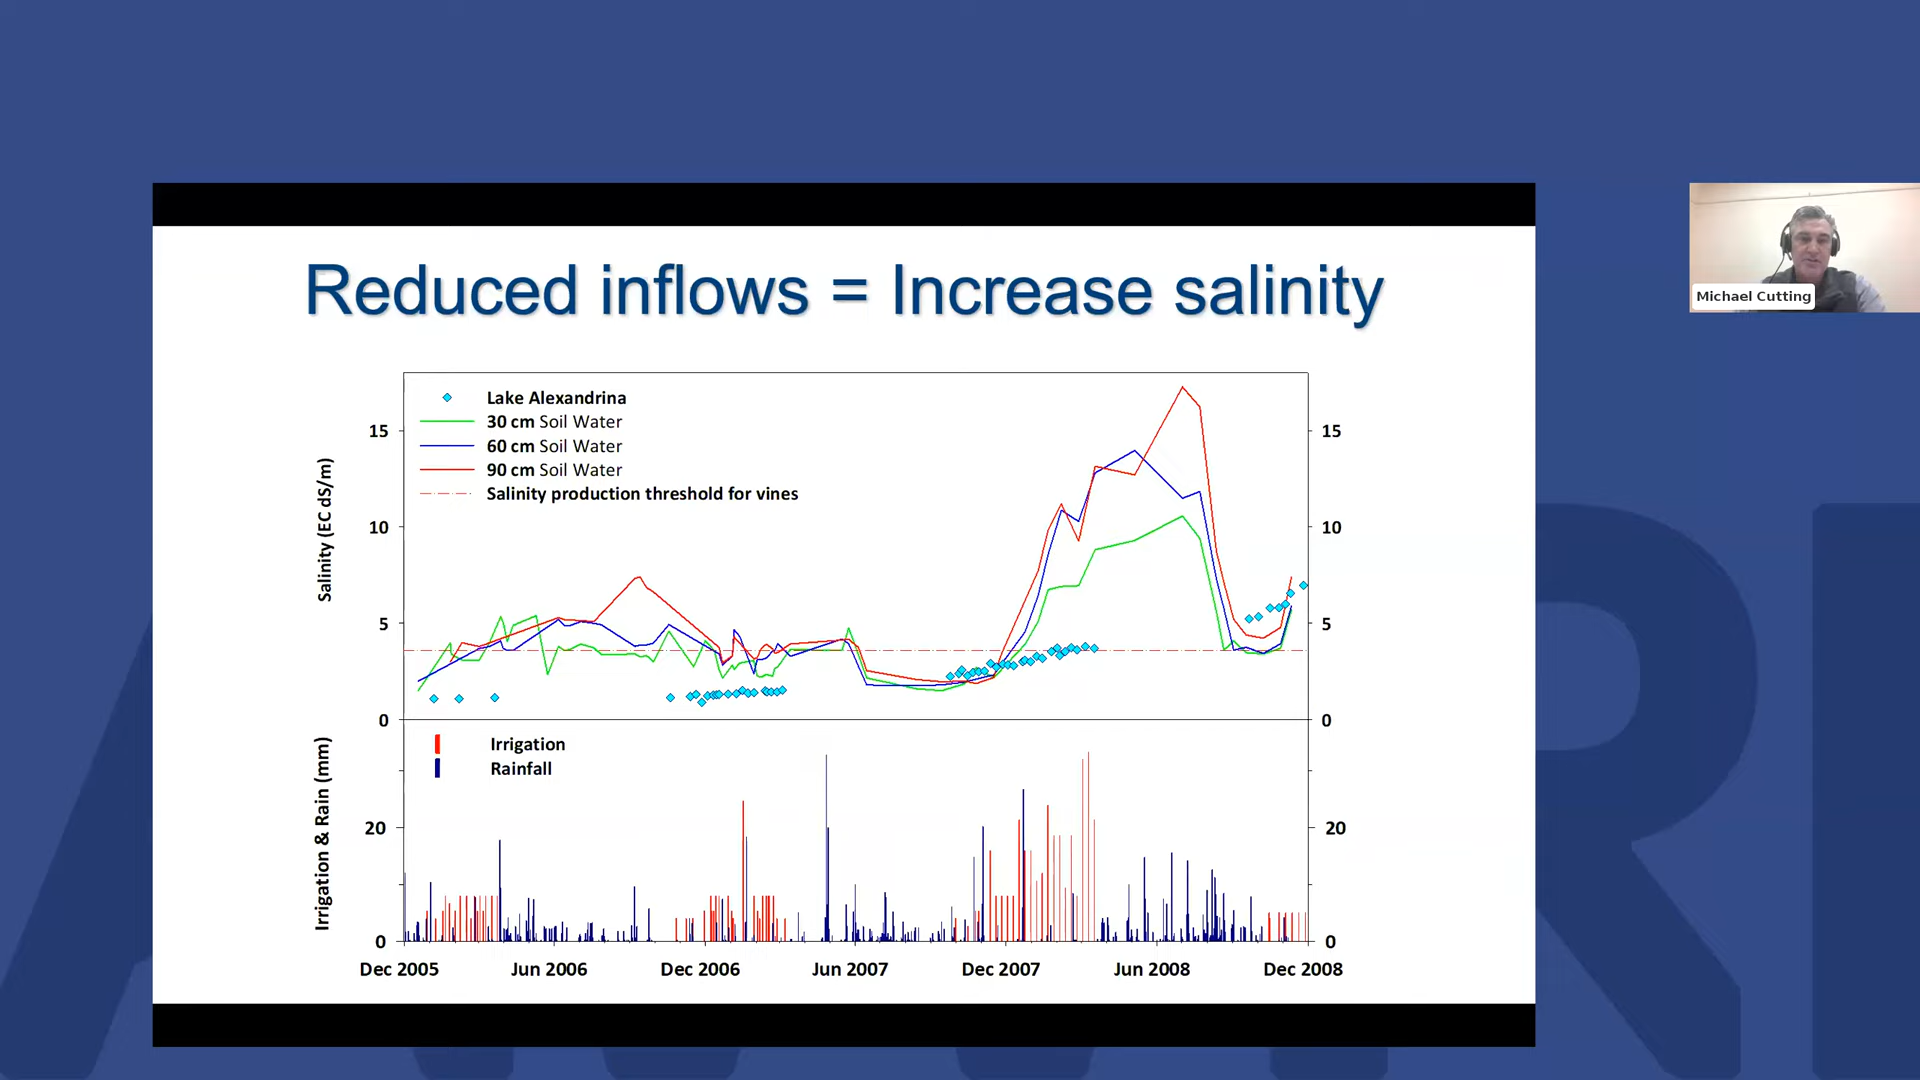 Reduced inflows = Increase salinity
Michael Cutting
Lake Alexandrina
30 cm Soil Water
60 cm Soil Water
90 cm Soil Water
Salinity production threshold for vines
Salinity (EC dS/m)
15
10
5
0
15
10
5
0
Irrigation
Rainfall
Irrigation & Rain (mm)
20
0
20
0
Dec 2005 Jun 2006 Dec 2006 Jun 2007 Dec 2007 Jun 2008 Dec 2008